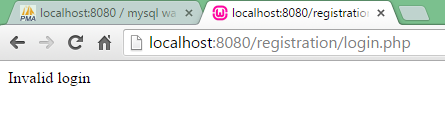 localhost:8080 / mysql wa
localhost:8080/registration
localhost:8080/registration/login.php
Invalid login